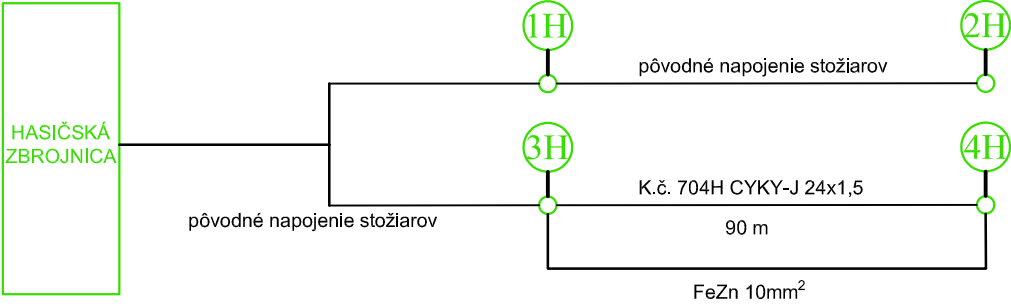 1H
2H
pôvodné napojenie stožiarov
HASIČSKÁ
ZBROJNICA
3H
4H
K.č. 704H CYKY-J 24x1,5
pôvodné napojenie stožiarov
90 m
FeZn 10mm²